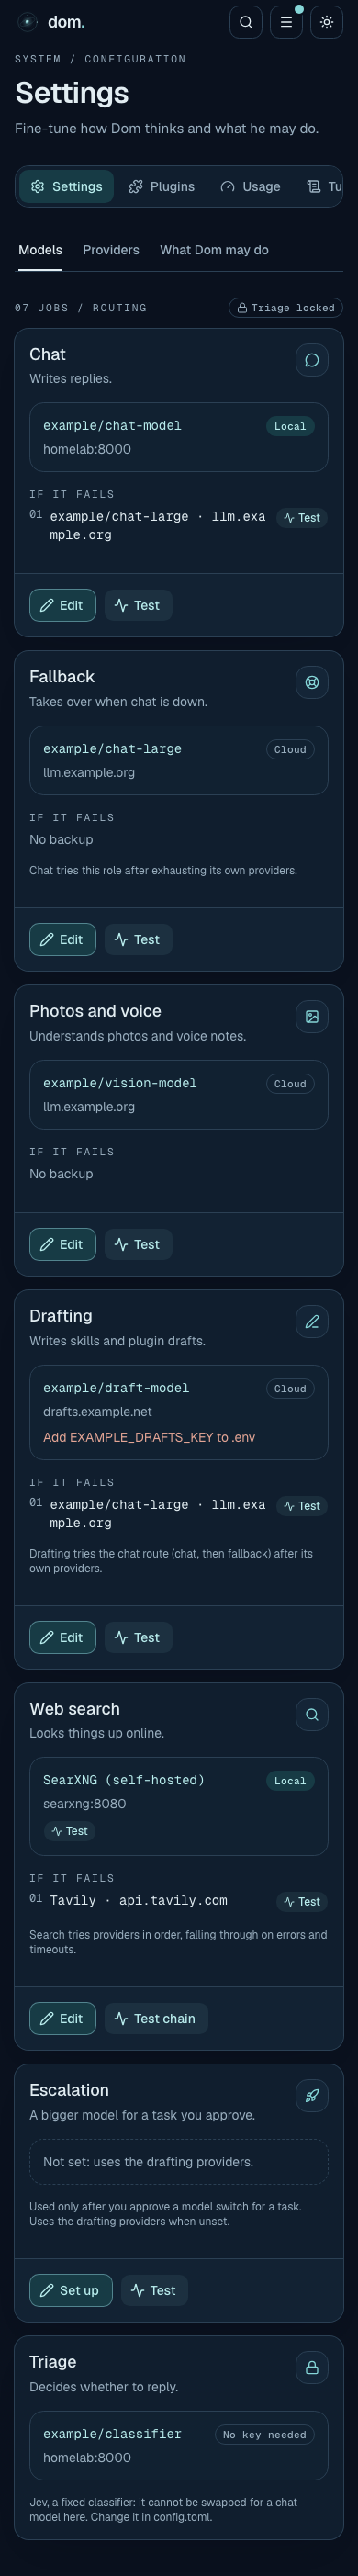 dom.
SYSTEM / CONFIGURATION
Settings
Fine-tune how Dom thinks and what he may do.
Settings Plugins Usage Tu
Models Providers What Dom may do
07 JOBS / ROUTING Triage locked
Chat
Writes replies.
example/chat-model Local
homelab:8000
IF IT FAILS
01 example/chat-large · llm.exa Test
mple.org
Edit Test
Fallback
Takes over when chat is down.
example/chat-large Cloud
llm.example.org
IF IT FAILS
No backup
Chat tries this role after exhausting its own providers.
Edit Test
Photos and voice
Understands photos and voice notes.
example/vision-model Cloud
llm.example.org
IF IT FAILS
No backup
Edit Test
Drafting
Writes skills and plugin drafts.
example/draft-model Cloud
drafts.example.net
Add EXAMPLE_DRAFTS_KEY to .env
IF IT FAILS
01 example/chat-large · llm.exa Test
mple.org
Drafting tries the chat route (chat, then fallback) after its
own providers.
Edit Test
Web search
Looks things up online.
SearXNG (self-hosted) Local
searxng:8080
Test
IF IT FAILS
01 Tavily · api.tavily.com Test
Search tries providers in order, falling through on errors and
timeouts.
Edit Test chain
Escalation
A bigger model for a task you approve.
Not set: uses the drafting providers.
Used only after you approve a model switch for a task.
Uses the drafting providers when unset.
Set up Test
Triage
Decides whether to reply.
example/classifier No key needed
homelab:8000
Jev, a fixed classifier: it cannot be swapped for a chat
model here. Change it in config.toml.